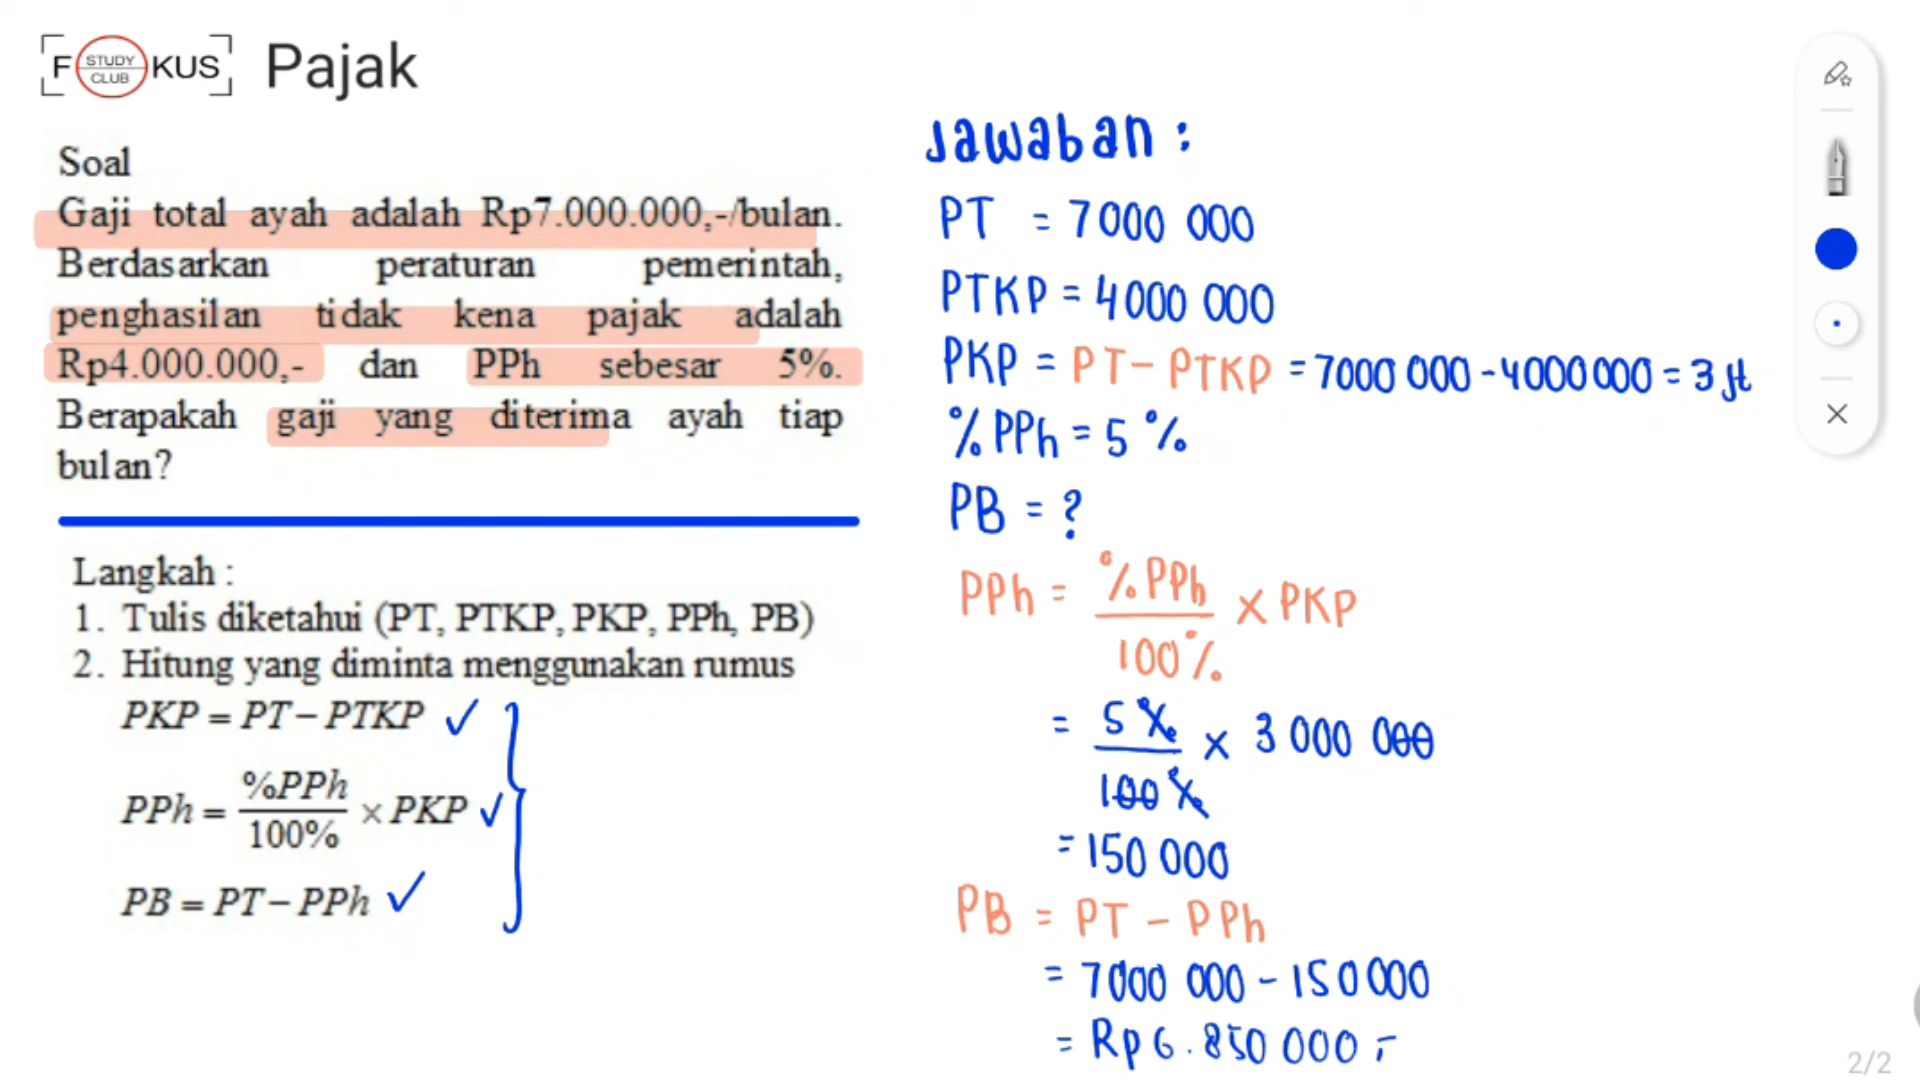 FOKUS STUDY CLUB
Pajak
Soal
Gaji total ayah adalah Rp7.000.000,-/bulan.
Berdasarkan peraturan pemerintah,
penghasilan tidak kena pajak adalah
Rp4.000.000,- dan PPh sebesar 5%.
Berapakah gaji yang diterima ayah tiap
bulan?
Langkah :
1. Tulis diketahui (PT, PTKP, PKP, PPh, PB)
2. Hitung yang diminta menggunakan rumus
PKP = PT − PTKP ✓
PPh = %PPh / 100% × PKP ✓
PB = PT − PPh ✓
Jawaban :
PT = 7000 000
PTKP = 4000 000
PKP = PT - PTKP = 7000 000 - 4000 000 = 3 jt
% PPh = 5 %
PB = ?
PPh = % PPh / 100% × PKP
= 5 % / 100 % × 3 000 000
= 150 000
PB = PT - PPh
= 7000 000 - 150 000
= Rp 6.850 000,-
2/2